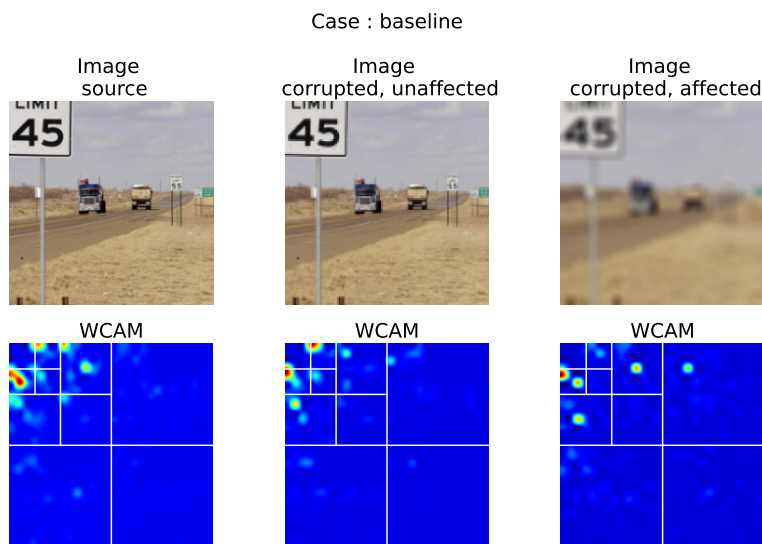 Case : baseline
Image
source
Image
corrupted, unaffected
Image
corrupted, affected
LIMIT
45
55
LIMIT
45
55
45
WCAM
WCAM
WCAM